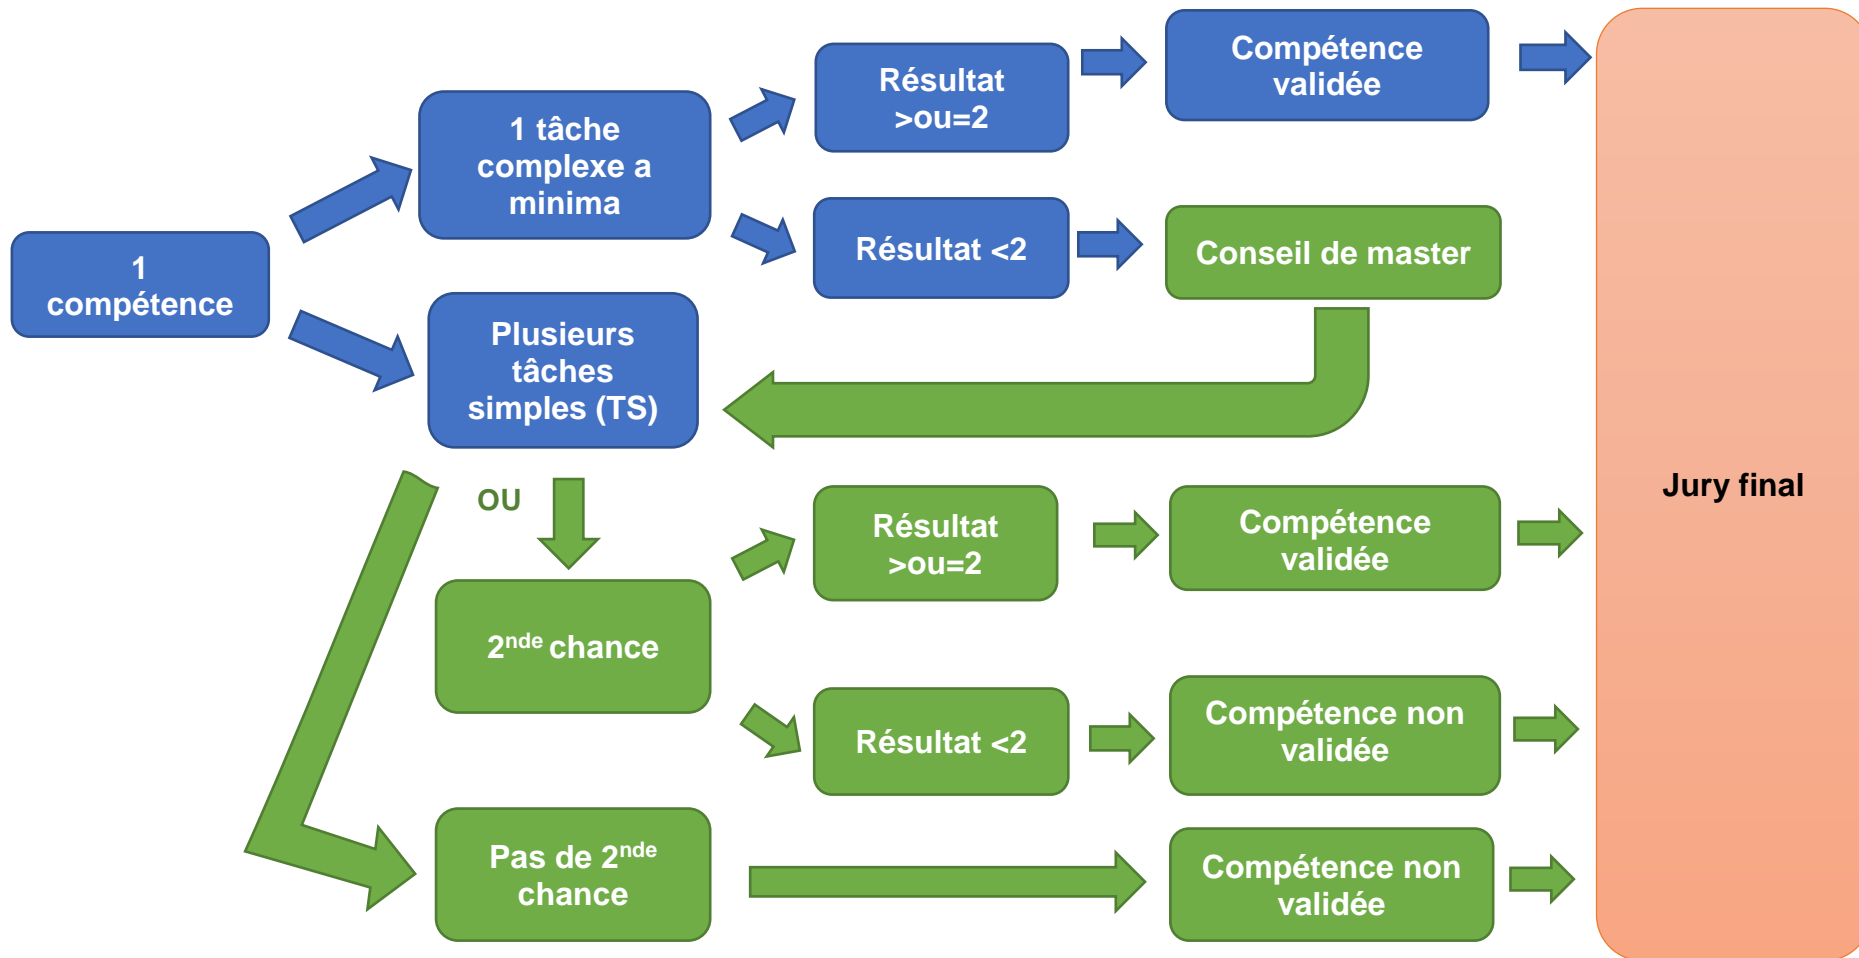 1
compétence
1 tâche
complexe a
minima
Plusieurs
tâches
simples (TS)
Résultat
>ou=2
Compétence
validée
Résultat <2
Conseil de master
OU
2nde chance
Résultat
>ou=2
Compétence
validée
Résultat <2
Compétence non
validée
Pas de 2nde
chance
Compétence non
validée
Jury final